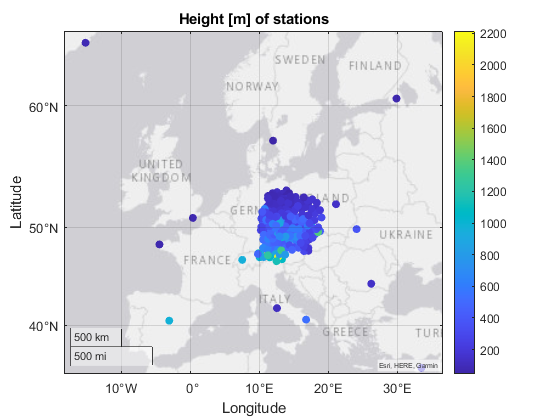 Height [m] of stations
SWEDEN
FINLAND
NORWAY
UNITED
KINGDOM
GERM
LAND
UKRAINE
FRANCE
ITALY
GREECE
TUR
60°N
50°N
40°N
Latitude
500 km
500 mi
Esri, HERE, Garmin
10°W
0°
10°E
20°E
30°E
Longitude
2200
2000
1800
1600
1400
1200
1000
800
600
400
200